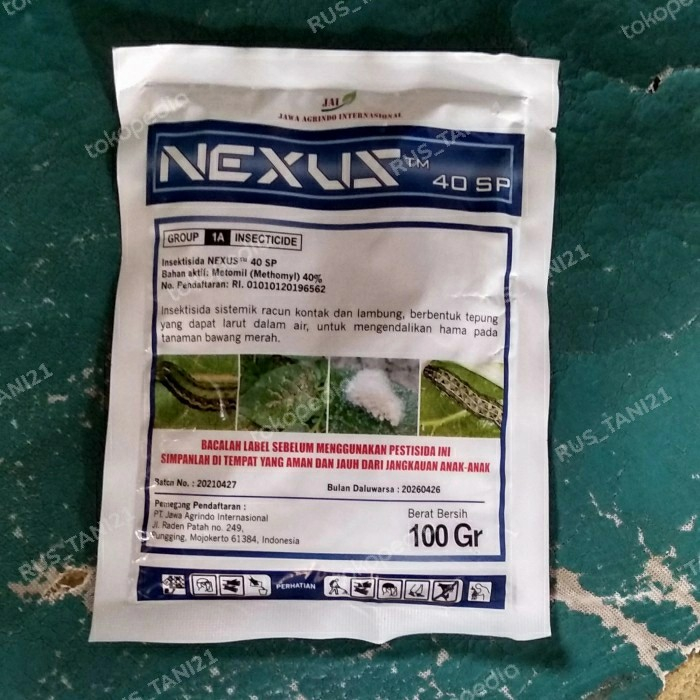 JAI
JAWA AGRINDO INTERNASIONAL
NEXUS™
40 SP
GROUP 1A INSECTICIDE
Insektisida NEXUS™ 40 SP
Bahan aktif: Metomil (Methomyl) 40%
No. Pendaftaran: RI. 01010120196562
Insektisida sistemik racun kontak dan lambung, berbentuk tepung
yang dapat larut dalam air, untuk mengendalikan hama pada
tanaman bawang merah.
BACALAH LABEL SEBELUM MENGGUNAKAN PESTISIDA INI
SIMPANLAH DI TEMPAT YANG AMAN DAN JAUH DARI JANGKAUAN ANAK-ANAK
Batch No. : 20210427
Bulan Daluwarsa : 20260426
Pemegang Pendaftaran :
PT. Jawa Agrindo Internasional
Jl. Raden Patah no. 249,
Pungging, Mojokerto 61384, Indonesia
Berat Bersih
100 Gr
PERHATIAN
tokopedia
RUS_TANI21